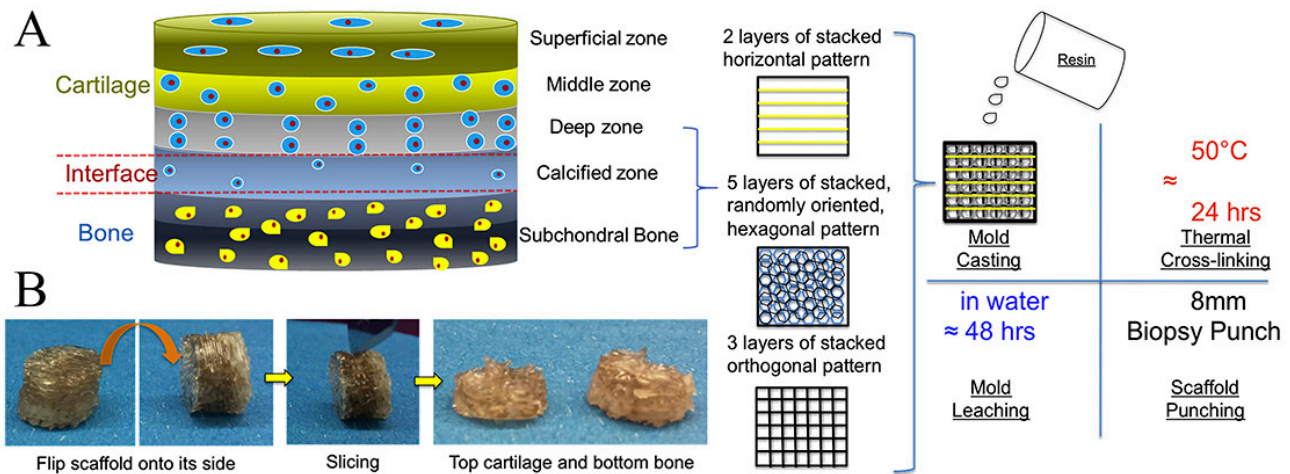 A
Cartilage
Interface
Bone
Superficial zone
Middle zone
Deep zone
Calcified zone
Subchondral Bone
2 layers of stacked
horizontal pattern
5 layers of stacked,
randomly oriented,
hexagonal pattern
3 layers of stacked
orthogonal pattern
Resin
Mold
Casting
50°C
≈
24 hrs
Thermal
Cross-linking
in water
≈ 48 hrs
Mold
Leaching
8mm
Biopsy Punch
Scaffold
Punching
B
Flip scaffold onto its side
Slicing
Top cartilage and bottom bone